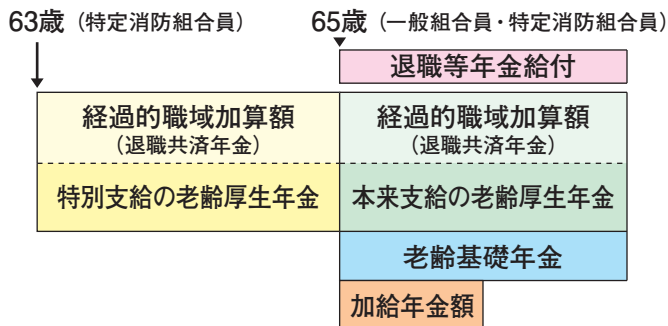 63歳（特定消防組合員）
65歳（一般組合員・特定消防組合員）
退職等年金給付
経過的職域加算額
（退職共済年金）
経過的職域加算額
（退職共済年金）
特別支給の老齢厚生年金
本来支給の老齢厚生年金
老齢基礎年金
加給年金額